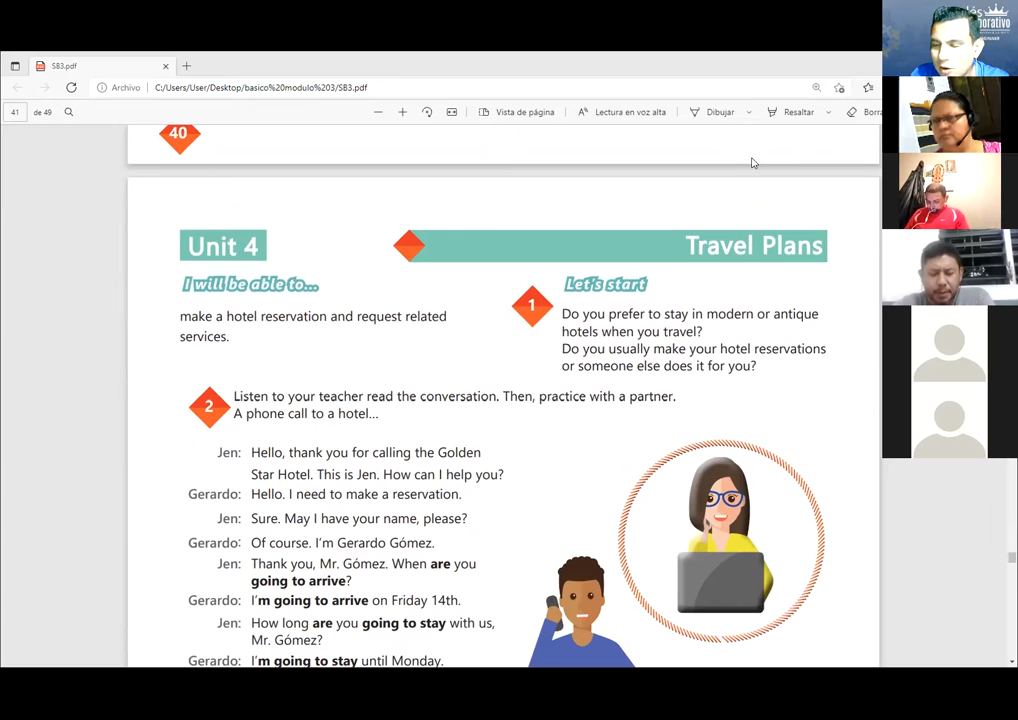 SB3.pdf
Archivo
C:/Users/User/Desktop/basico%20modulo%203/SB3.pdf
41
de 49
Vista de página
Lectura en voz alta
Dibujar
Resaltar
Borra
40
Unit 4
Travel Plans
I will be able to...
make a hotel reservation and request related
services.
Let's start
1
Do you prefer to stay in modern or antique
hotels when you travel?
Do you usually make your hotel reservations
or someone else does it for you?
2
Listen to your teacher read the conversation. Then, practice with a partner.
A phone call to a hotel...
Jen: Hello, thank you for calling the Golden
Star Hotel. This is Jen. How can I help you?
Gerardo: Hello. I need to make a reservation.
Jen: Sure. May I have your name, please?
Gerardo: Of course. I'm Gerardo Gómez.
Jen: Thank you, Mr. Gómez. When are you
going to arrive?
Gerardo: I'm going to arrive on Friday 14th.
Jen: How long are you going to stay with us,
Mr. Gómez?
Gerardo: I'm going to stay until Monday.